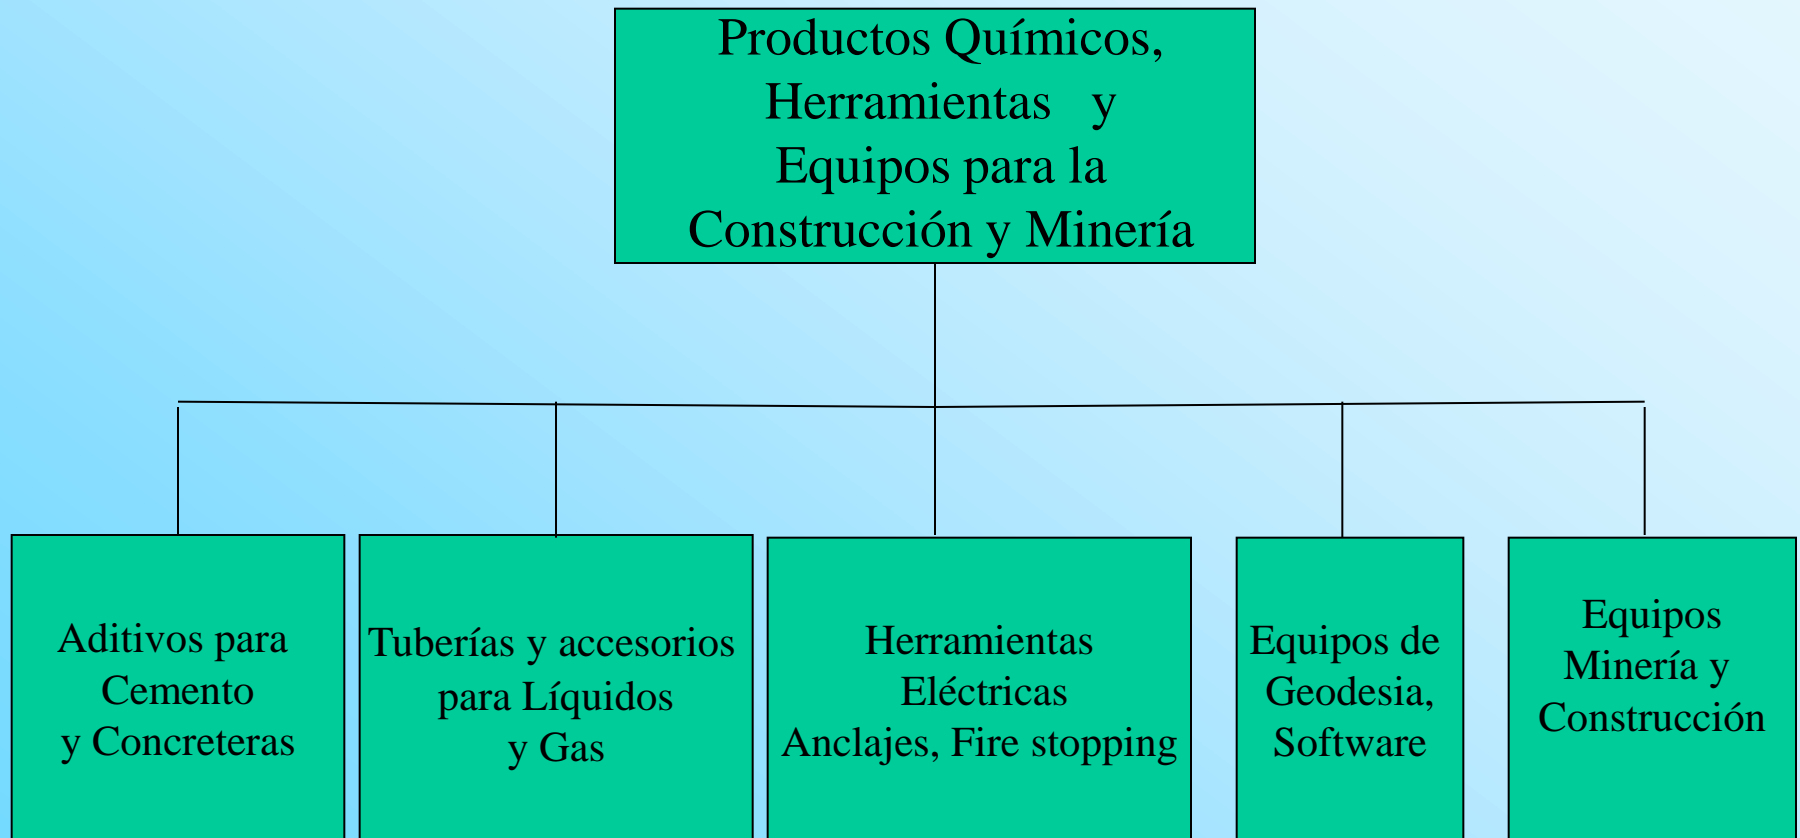 Productos Químicos,
Herramientas y
Equipos para la
Construcción y Minería
Aditivos para
Cemento
y Concreteras
Tuberías y accesorios
para Líquidos
y Gas
Herramientas
Eléctricas
Anclajes, Fire stopping
Equipos de
Geodesia,
Software
Equipos
Minería y
Construcción